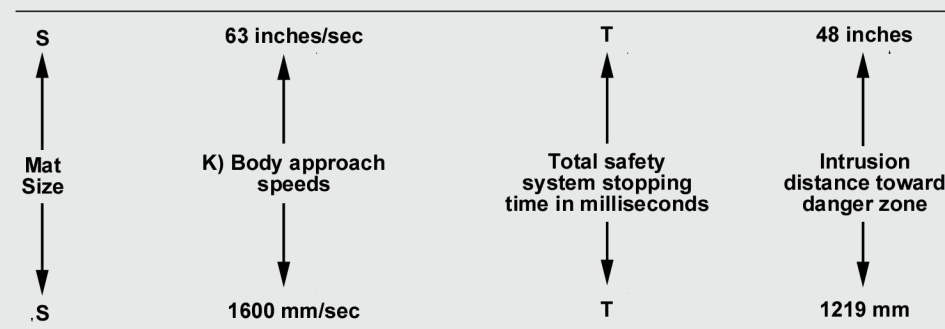 S 63 inches/sec T 48 inches
Mat Size K) Body approach speeds Total safety system stopping time in milliseconds Intrusion distance toward danger zone
.S 1600 mm/sec T 1219 mm